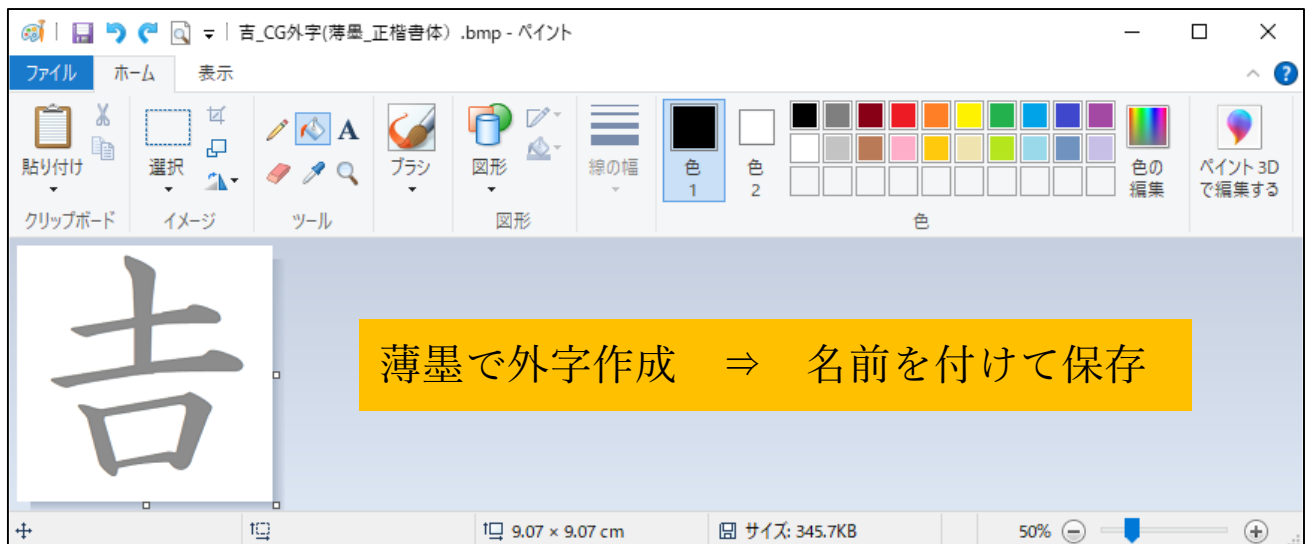 吉_CG外字(薄墨_正楷書体）.bmp - ペイント
ファイル ホーム 表示
貼り付け 選択 A ブラシ 図形 線の幅 色 1 色 2 色の編集 ペイント 3D で編集する
クリップボード イメージ ツール 図形 色
𠮷
薄墨で外字作成　⇒　名前を付けて保存
9.07 × 9.07 cm サイズ: 345.7KB 50%